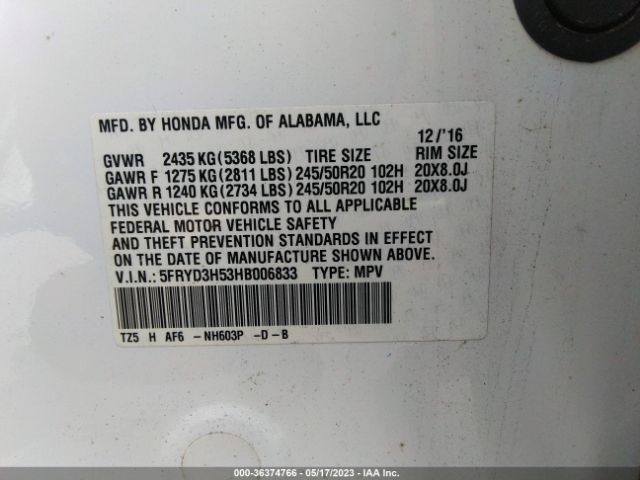 MFD. BY HONDA MFG. OF ALABAMA, LLC
12/'16
GVWR 2435 KG(5368 LBS) TIRE SIZE RIM SIZE
GAWR F 1275 KG(2811 LBS)245/50R20 102H 20X8.0J
GAWR R 1240 KG(2734 LBS)245/50R20 102H 20X8.0J
THIS VEHICLE CONFORMS TO ALL APPLICABLE
FEDERAL MOTOR VEHICLE SAFETY
AND THEFT PREVENTION STANDARDS IN EFFECT
ON THE DATE OF MANUFACTURE SHOWN ABOVE.
V.I.N.: 5FRYD3H53HB006833 TYPE: MPV
TZ5 H AF6 -NH603P -D-B
000-36374766 - 05/17/2023 - IAA Inc.